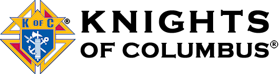 K of C
KNIGHTS
OF COLUMBUS®